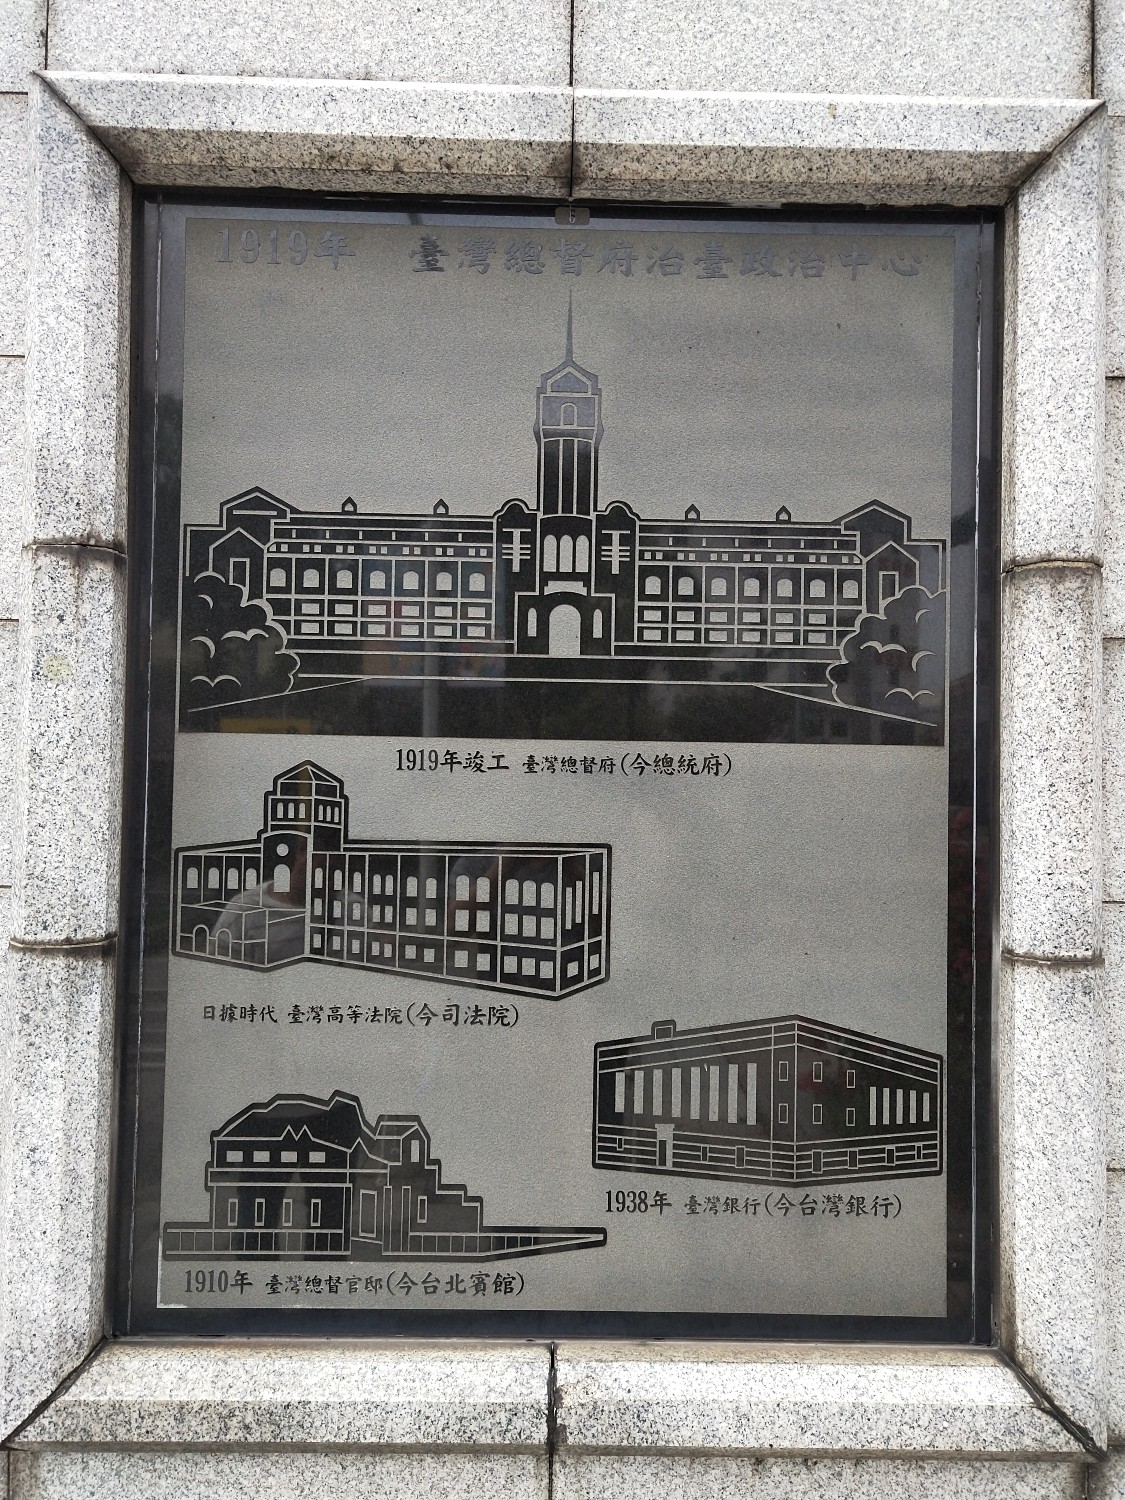 6
1919年 臺灣總督府治臺政治中心
1919年竣工 臺灣總督府(今總統府)
日據時代 臺灣高等法院(今司法院)
1938年 臺灣銀行(今台灣銀行)
1910年 臺灣總督官邸(今台北賓館)